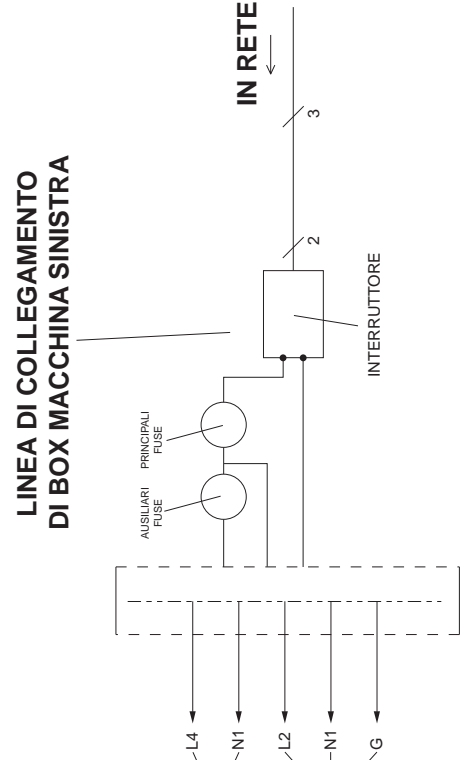 LINEA DI COLLEGAMENTO
DI BOX MACCHINA SINISTRA
IN RETE
3
2
INTERRUTTORE
PRINCIPALI
FUSE
AUSILIARI
FUSE
L4
N1
L2
N1
G